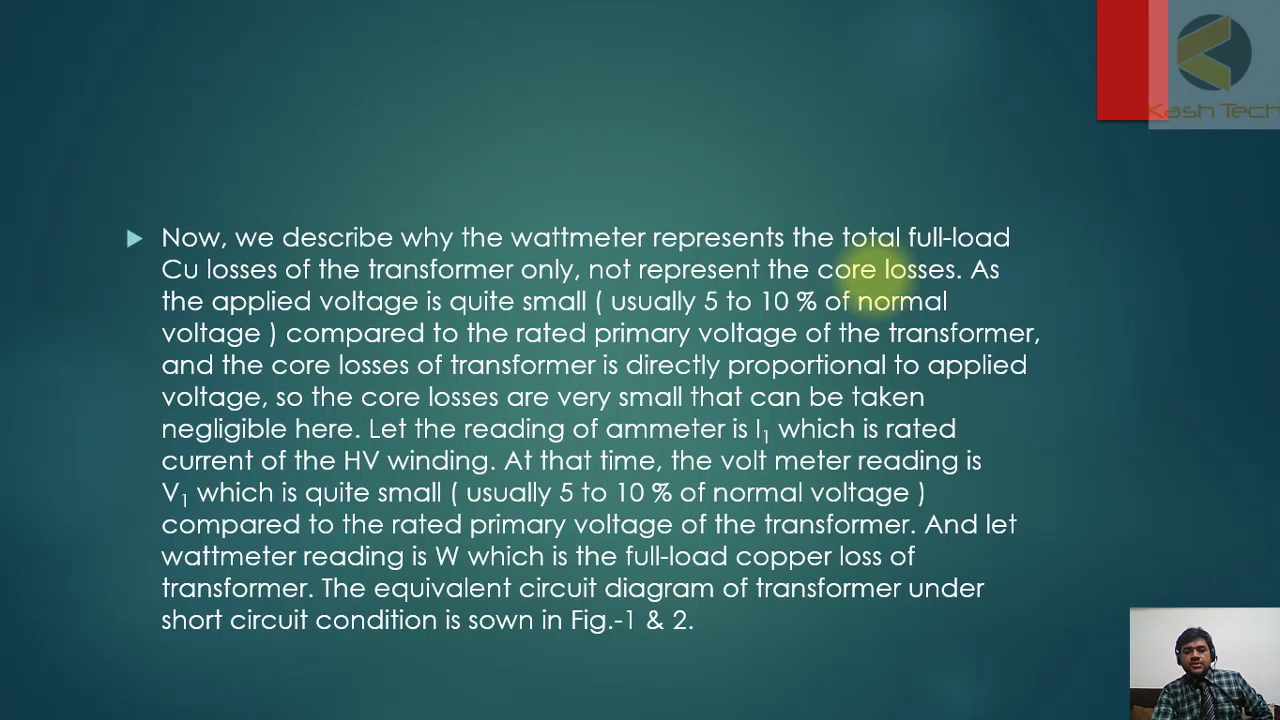 Kash Tech
Now, we describe why the wattmeter represents the total full-load
Cu losses of the transformer only, not represent the core losses. As
the applied voltage is quite small ( usually 5 to 10 % of normal
voltage ) compared to the rated primary voltage of the transformer,
and the core losses of transformer is directly proportional to applied
voltage, so the core losses are very small that can be taken
negligible here. Let the reading of ammeter is I₁ which is rated
current of the HV winding. At that time, the volt meter reading is
V₁ which is quite small ( usually 5 to 10 % of normal voltage )
compared to the rated primary voltage of the transformer. And let
wattmeter reading is W which is the full-load copper loss of
transformer. The equivalent circuit diagram of transformer under
short circuit condition is sown in Fig.-1 & 2.